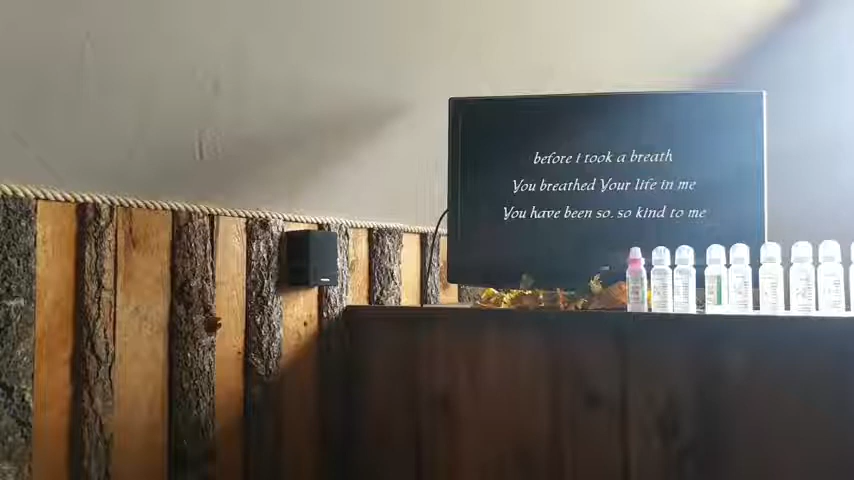 before i took a breath
You breathed Your life in me
You have been so, so kind to me